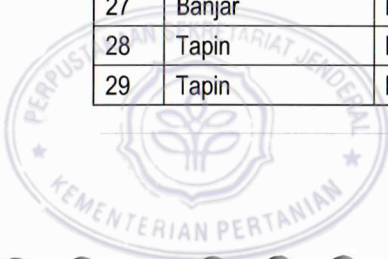 27 Banjar
28 Tapin
29 Tapin
PERPUSTAKAAN SEKRETARIAT JENDERAL
KEMENTERIAN PERTANIAN